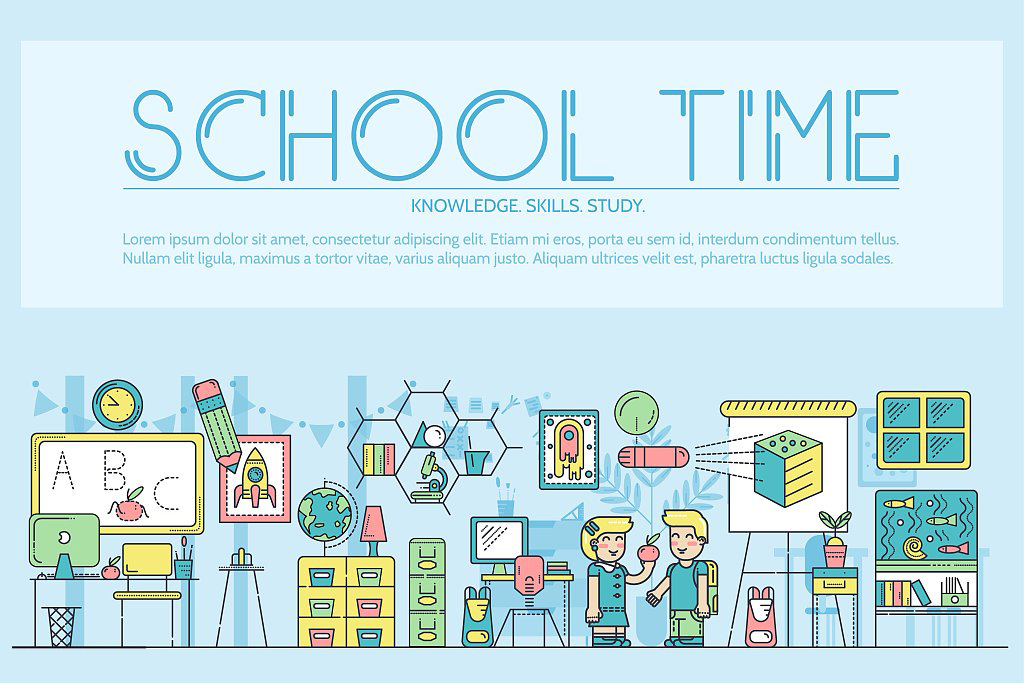 SCHOOL TIME
KNOWLEDGE. SKILLS. STUDY.
Lorem ipsum dolor sit amet, consectetur adipiscing elit. Etiam mi eros, porta eu sem id, interdum condimentum tellus.
Nullam elit ligula, maximus a tortor vitae, varius aliquam justo. Aliquam ultrices velit est, pharetra luctus ligula sodales.
A B C